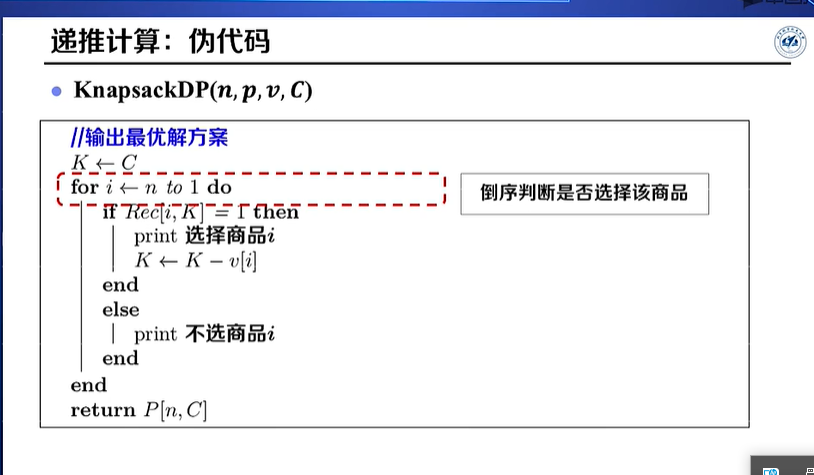 递推计算：伪代码
KnapsackDP(n, p, v, C)
//输出最优解方案
K ← C
for i ← n to 1 do
倒序判断是否选择该商品
if Rec[i, K] = 1 then
print 选择商品i
K ← K − v[i]
end
else
print 不选商品i
end
end
return P[n, C]